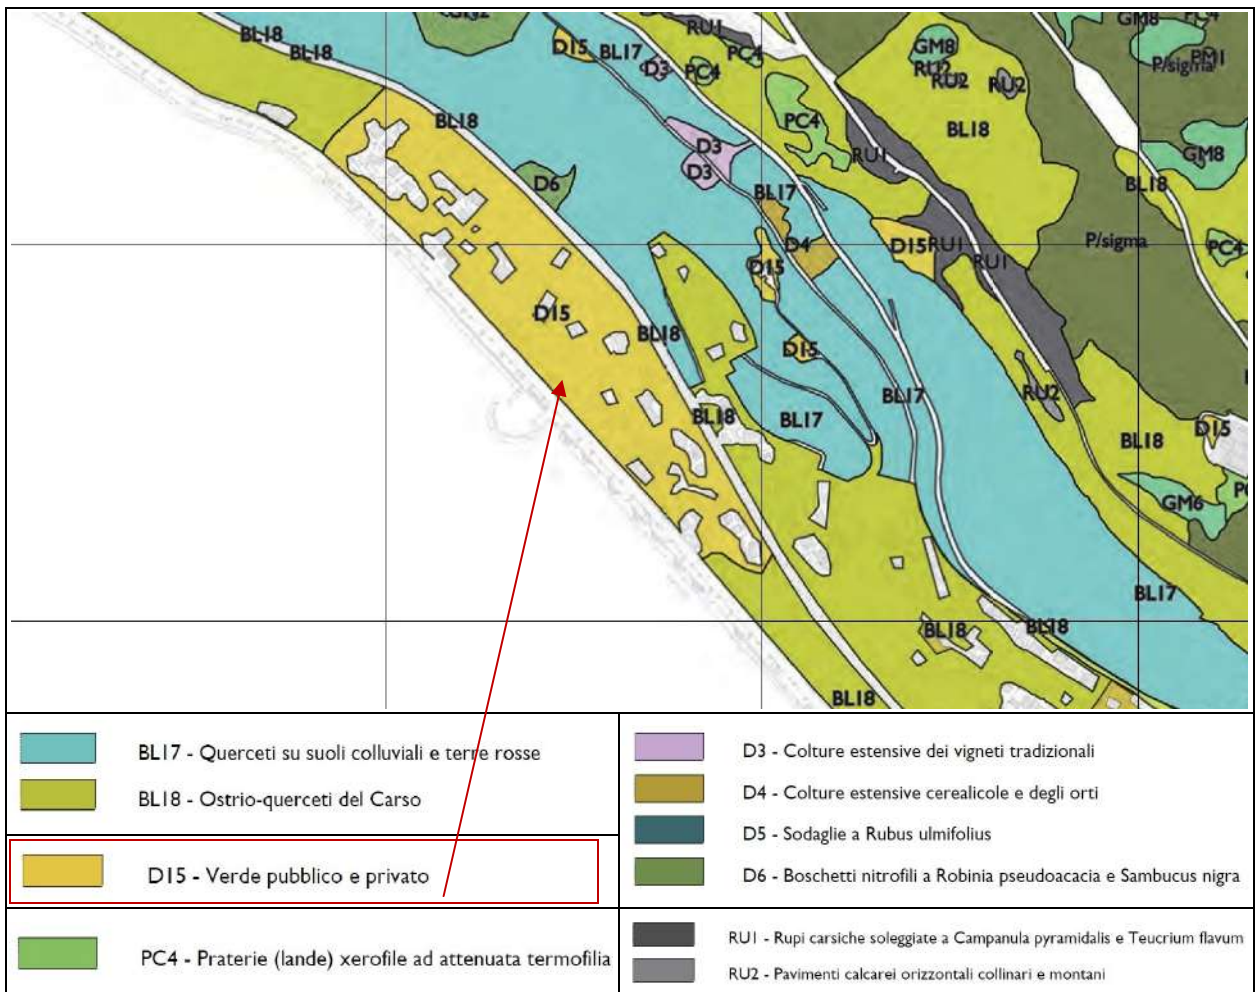 GM8
PC4
BL18
BL18
D15
BL17
RU1
PC4
D3
PC4
GM8
RU2
RU2
RU2
P/sigma
PM1
BL18
D3
D3
PC4
BL18
RU1
GM8
D6
BL17
BL18
D4
D15
D15
RU1
RU1
P/sigma
PC4
D15
BL18
D15
BL17
RU2
BL18
BL17
BL18
D15
GM6
BL17
BL18
BL18
BL18
BL17 - Querceti su suoli colluviali e terre rosse
BL18 - Ostrio-querceti del Carso
D15 - Verde pubblico e privato
PC4 - Praterie (lande) xerofile ad attenuata termofilia
D3 - Colture estensive dei vigneti tradizionali
D4 - Colture estensive cerealicole e degli orti
D5 - Sodaglie a Rubus ulmifolius
D6 - Boschetti nitrofili a Robinia pseudoacacia e Sambucus nigra
RU1 - Rupi carsiche soleggiate a Campanula pyramidalis e Teucrium flavum
RU2 - Pavimenti calcarei orizzontali collinari e montani